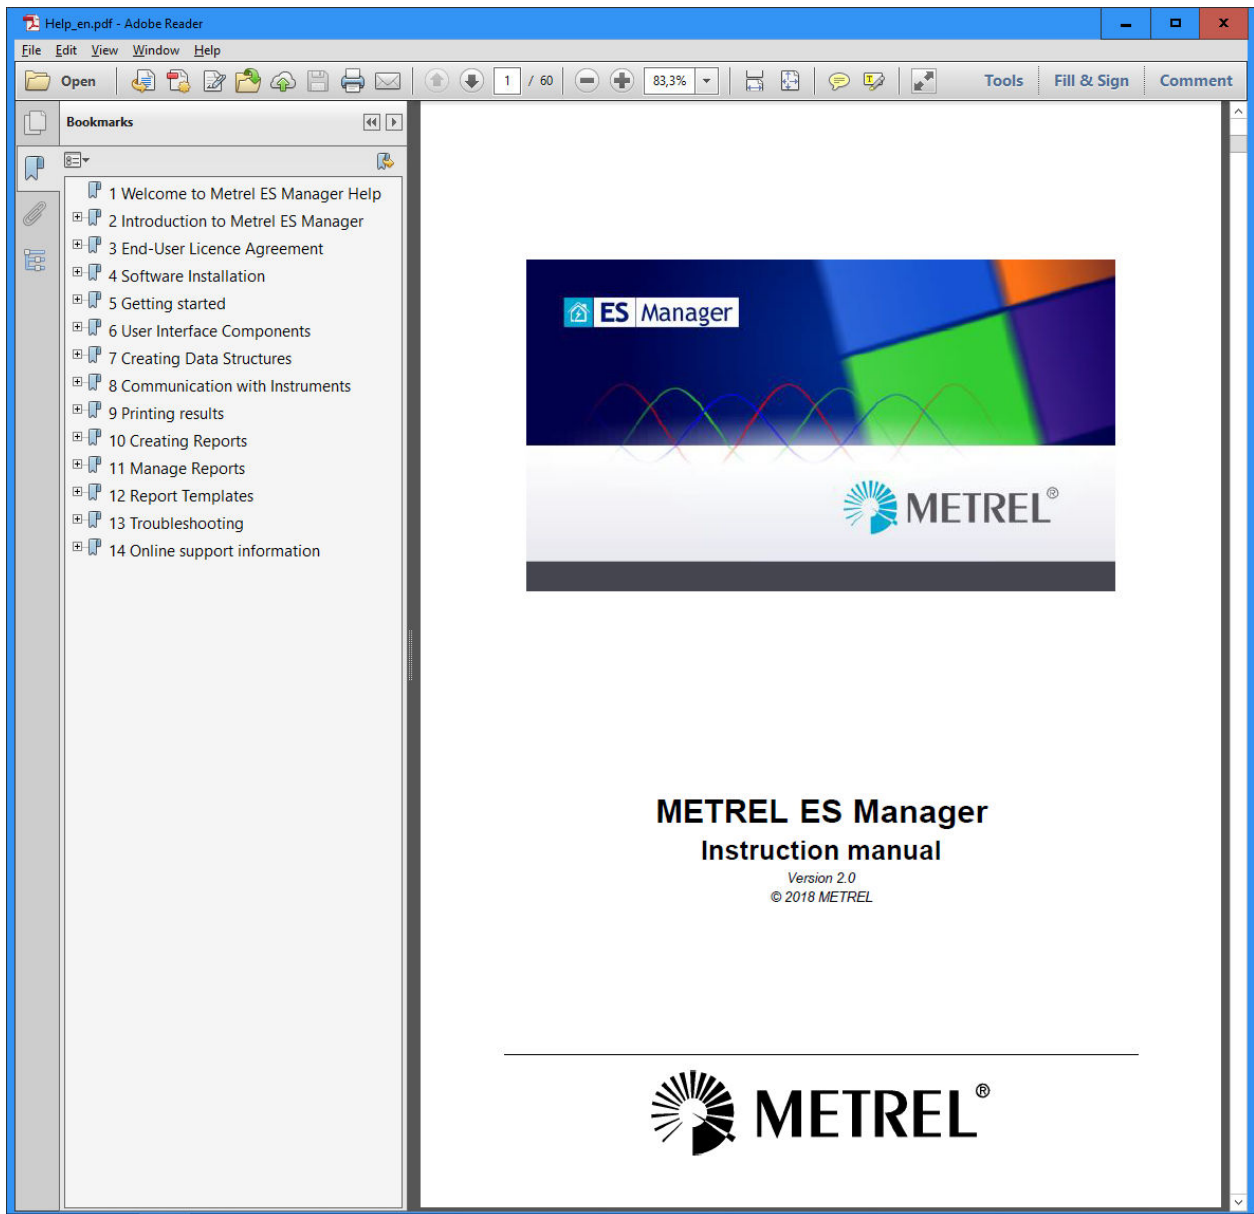 Help_en.pdf - Adobe Reader
File Edit View Window Help
Open 1 / 60 83,3% Tools Fill & Sign Comment
Bookmarks
1 Welcome to Metrel ES Manager Help
2 Introduction to Metrel ES Manager
3 End-User Licence Agreement
4 Software Installation
5 Getting started
6 User Interface Components
7 Creating Data Structures
8 Communication with Instruments
9 Printing results
10 Creating Reports
11 Manage Reports
12 Report Templates
13 Troubleshooting
14 Online support information
ES Manager
METREL®
METREL ES Manager
Instruction manual
Version 2.0
© 2018 METREL
METREL®